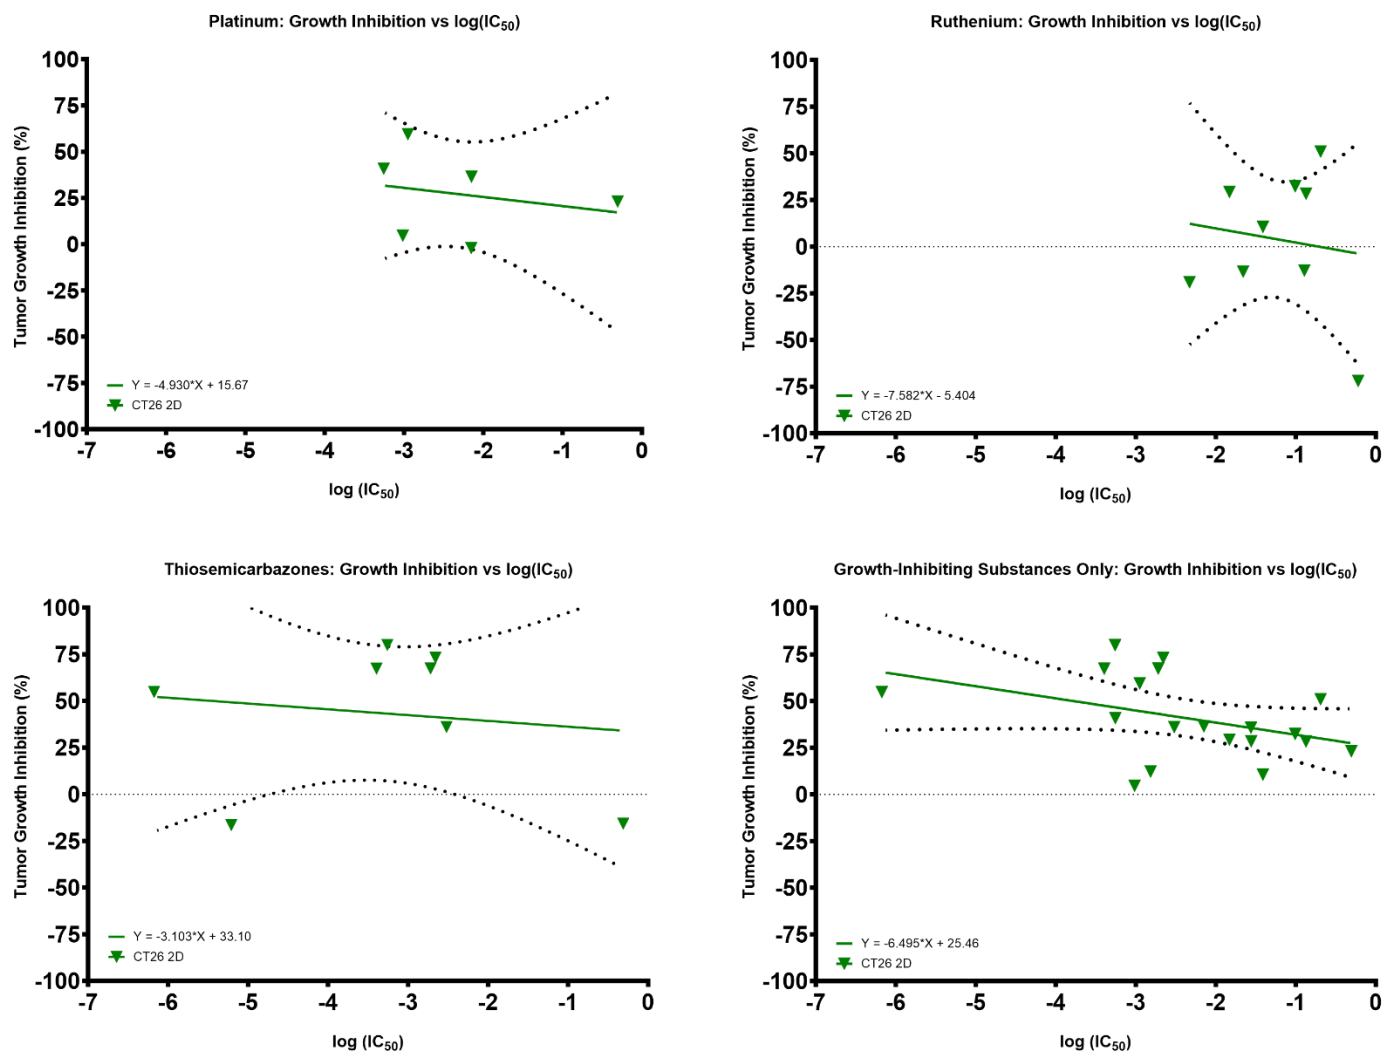 Platinum: Growth Inhibition vs log(IC50)
Tumor Growth Inhibition (%)
100
75
50
25
0
-25
-50
-75
-100
Y = -4.930*X + 15.67
CT26 2D
-7 -6 -5 -4 -3 -2 -1 0
log (IC50)
Ruthenium: Growth Inhibition vs log(IC50)
Tumor Growth Inhibition (%)
100
75
50
25
0
-25
-50
-75
-100
Y = -7.582*X - 5.404
CT26 2D
-7 -6 -5 -4 -3 -2 -1 0
log (IC50)
Thiosemicarbazones: Growth Inhibition vs log(IC50)
Tumor Growth Inhibition (%)
100
75
50
25
0
-25
-50
-75
-100
Y = -3.103*X + 33.10
CT26 2D
-7 -6 -5 -4 -3 -2 -1 0
log (IC50)
Growth-Inhibiting Substances Only: Growth Inhibition vs log(IC50)
Tumor Growth Inhibition (%)
100
75
50
25
0
-25
-50
-75
-100
Y = -6.495*X + 25.46
CT26 2D
-7 -6 -5 -4 -3 -2 -1 0
log (IC50)